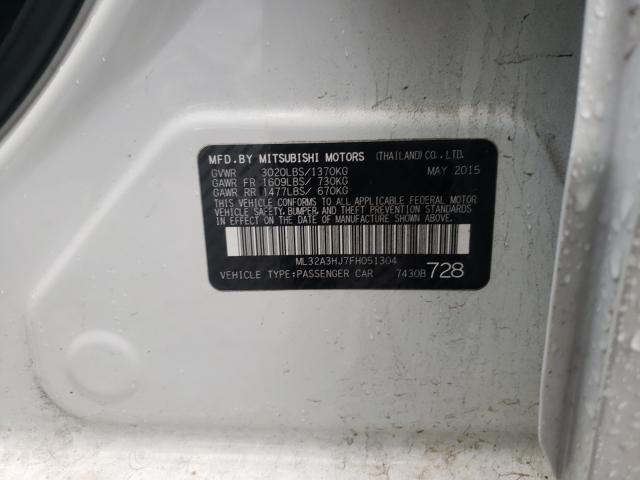 MFD.BY MITSUBISHI MOTORS (THAILAND) CO., LTD.
GVWR 3020LBS/1370KG MAY 2015
GAWR FR 1609LBS/ 730KG
GAWR RR 1477LBS/ 670KG
THIS VEHICLE CONFORMS TO ALL APPLICABLE FEDERAL MOTOR
VEHICLE SAFETY, BUMPER, AND THEFT PREVENTION STANDARDS
IN EFFECT ON THE DATE OF MANUFACTURE SHOWN ABOVE.
ML32A3HJ7FH051304
VEHICLE TYPE:PASSENGER CAR 7430B 728